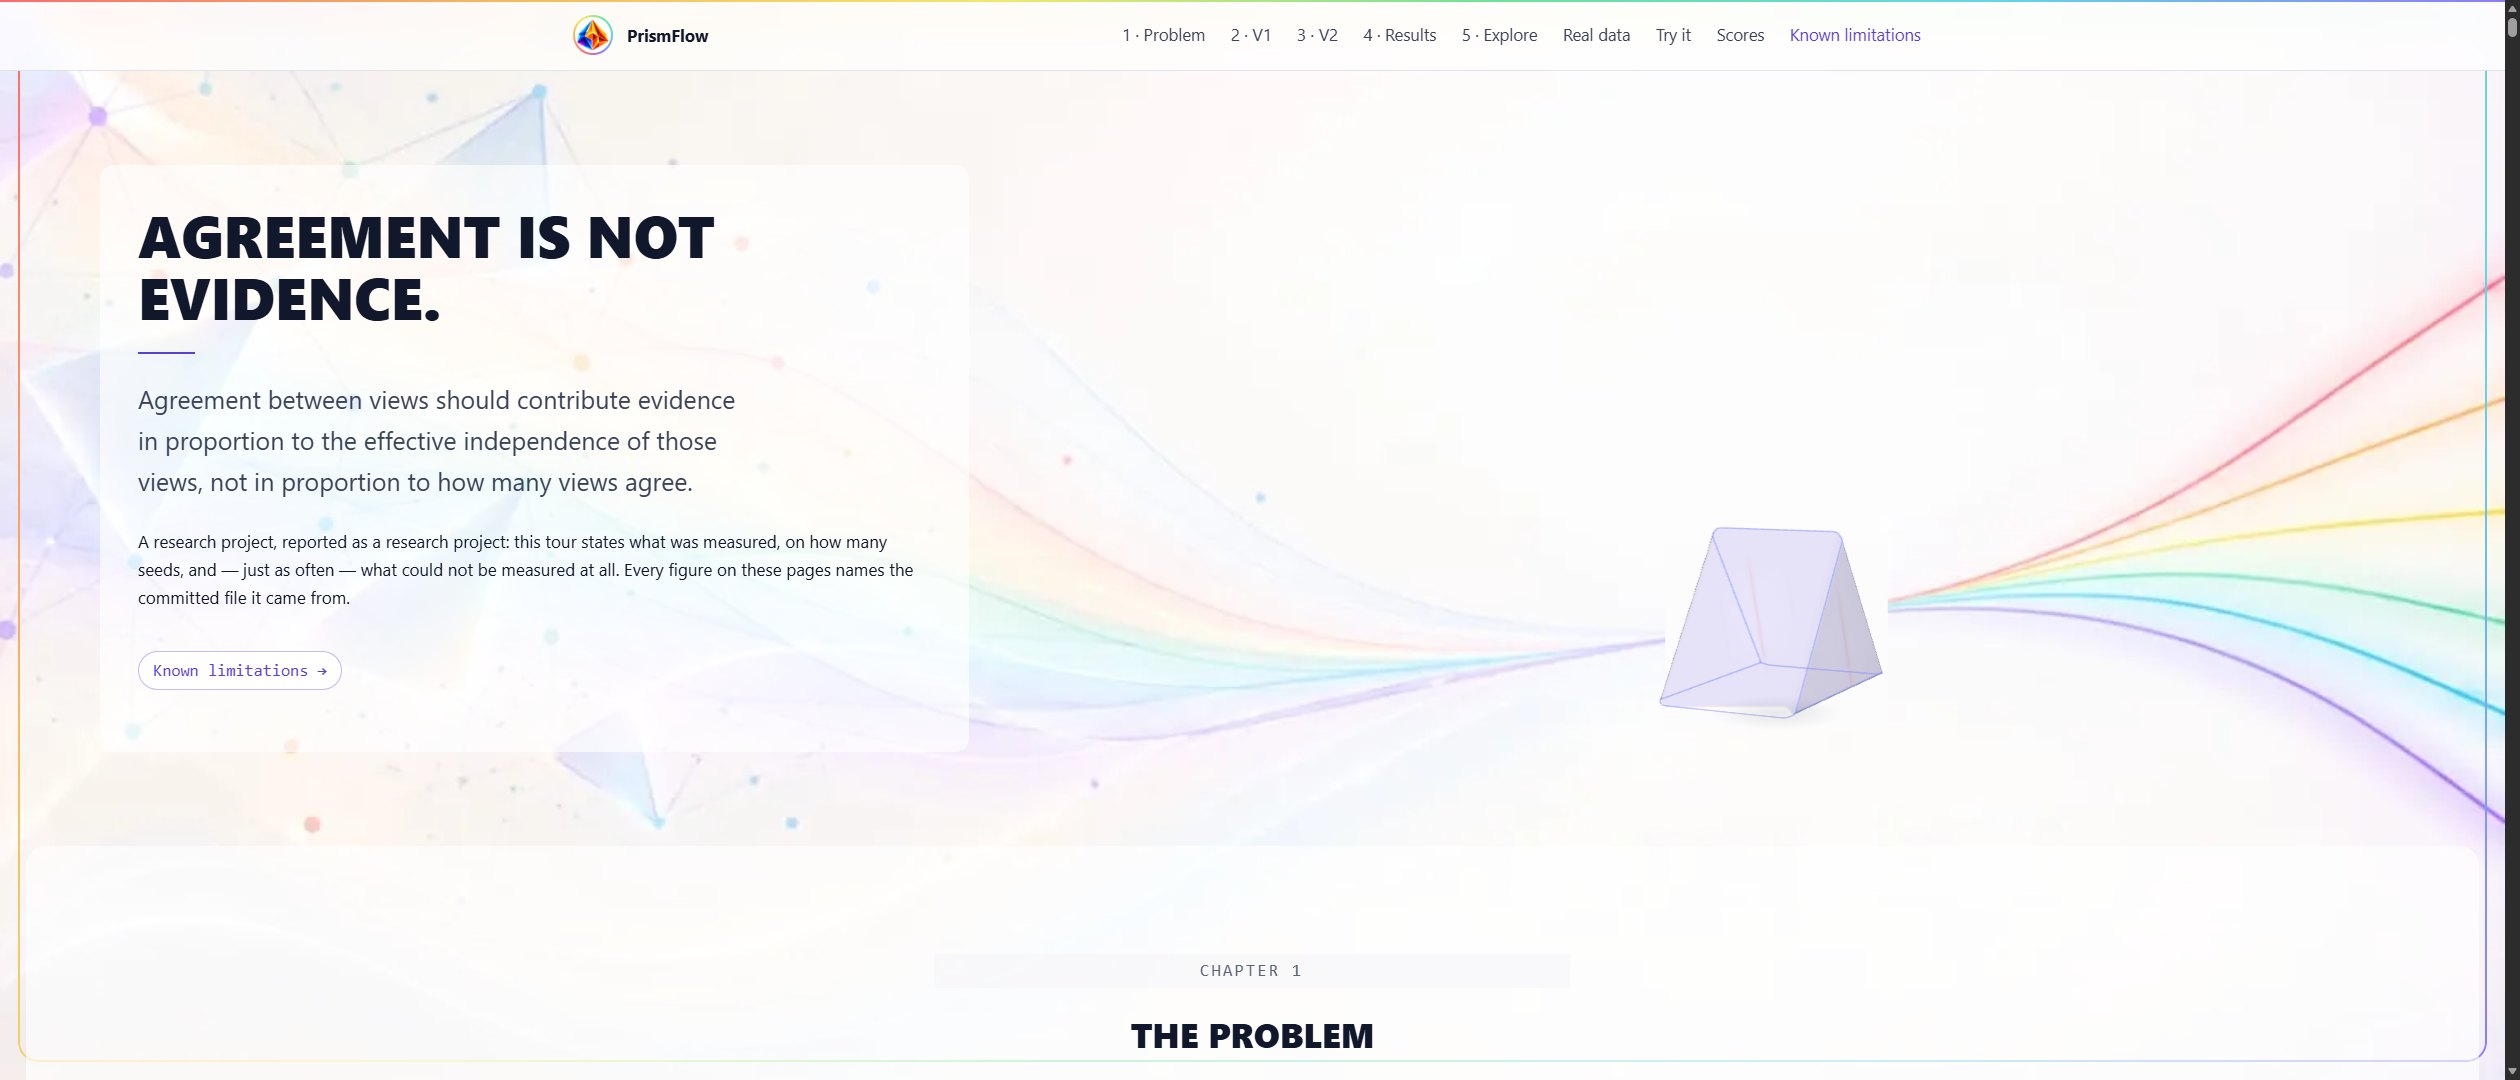 PrismFlow
1 · Problem
2 · V1
3 · V2
4 · Results
5 · Explore
Real data
Try it
Scores
Known limitations
AGREEMENT IS NOT
EVIDENCE.
Agreement between views should contribute evidence
in proportion to the effective independence of those
views, not in proportion to how many views agree.
A research project, reported as a research project: this tour states what was measured, on how many
seeds, and — just as often — what could not be measured at all. Every figure on these pages names the
committed file it came from.
Known limitations →
CHAPTER 1
THE PROBLEM